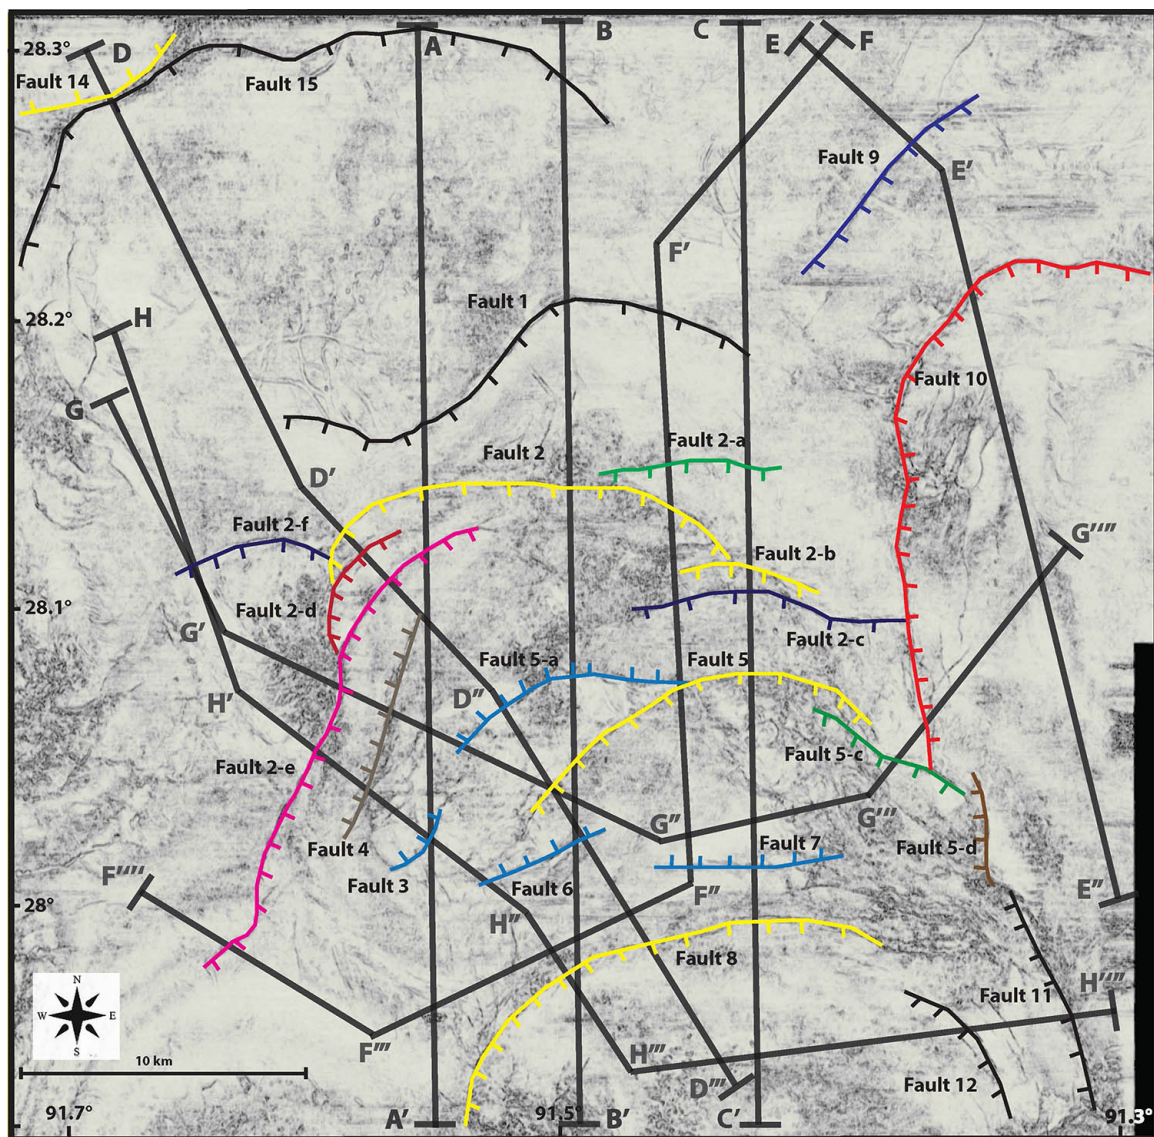 B
C
E
F
D
A
28.3°
Fault 14
Fault 15
Fault 9
E'
F'
Fault 1
28.2°
H
Fault 10
G
Fault 2-a
Fault 2
D'
Fault 2-f
G''''
Fault 2-b
28.1°
Fault 2-d
G'
Fault 2-c
Fault 5-a
Fault 5
D''
H'
Fault 5-c
Fault 2-e
G''
G'''
Fault 4
Fault 7
Fault 5-d
F''''
Fault 3
Fault 6
F''
E''
28°
H''
Fault 8
H''''
Fault 11
N
W E
S
F'''
H'''
10 km
D'''
Fault 12
91.7°
A'
91.5°
B'
C'
91.3°